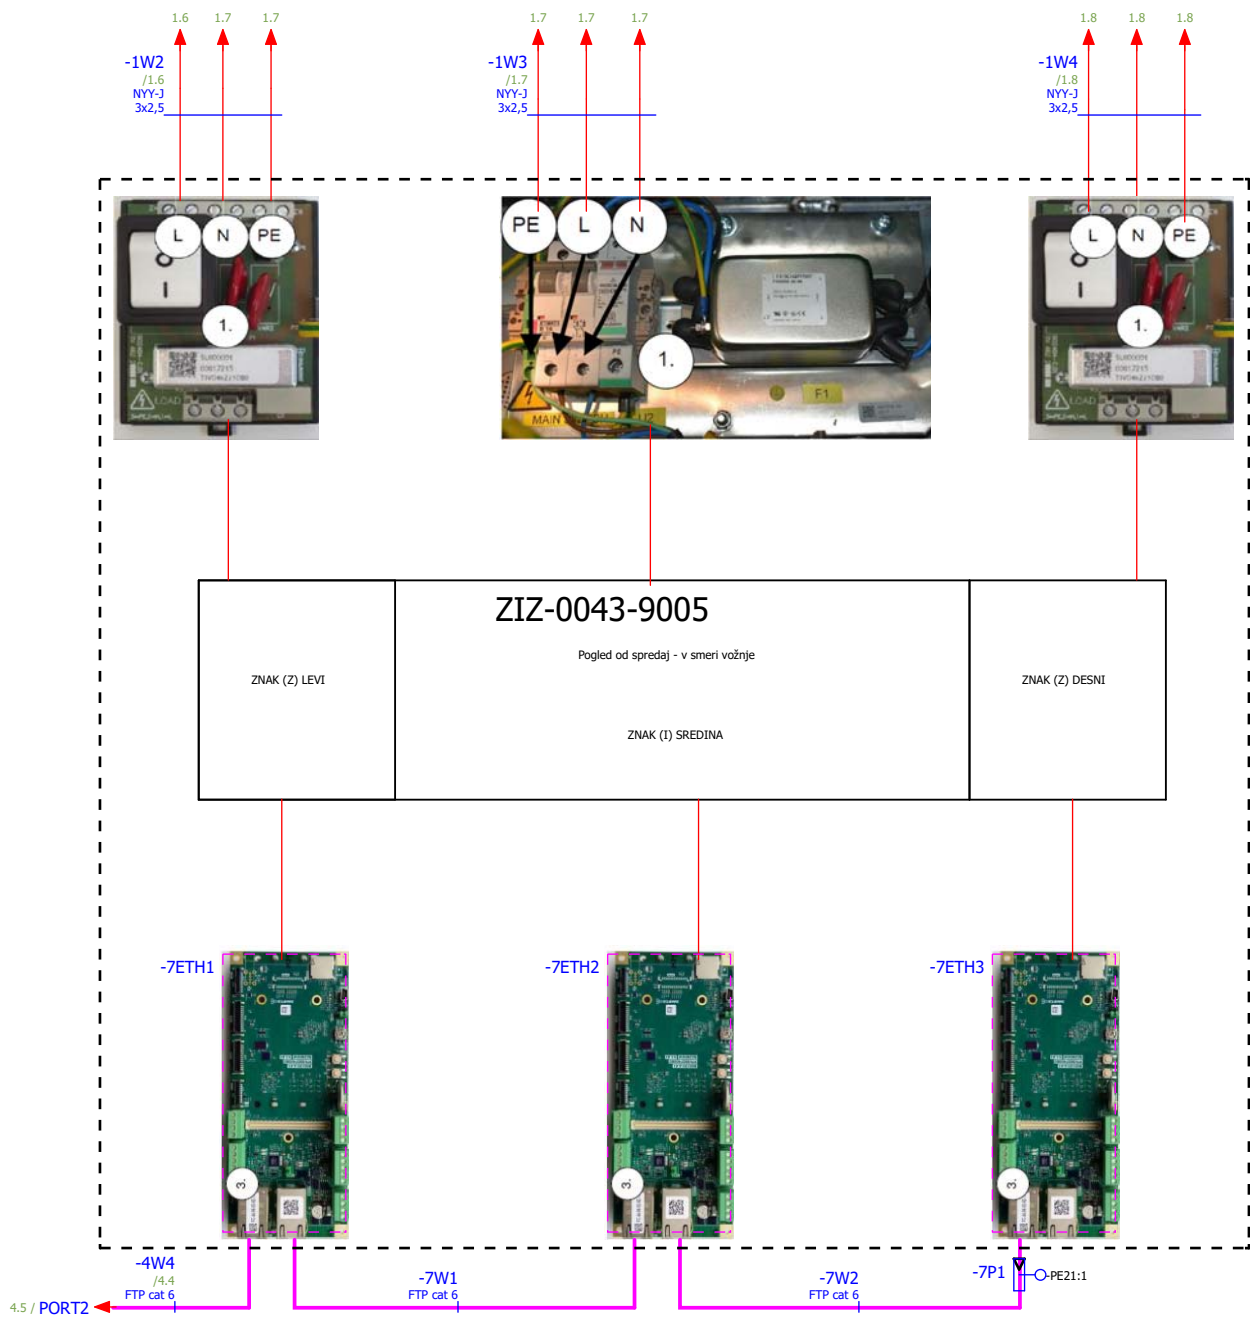 1.6 1.7 1.7
1.7 1.7 1.7
1.8 1.8 1.8
-1W2
/1.6
NYY-J
3x2,5
-1W3
/1.7
NYY-J
3x2,5
-1W4
/1.8
NYY-J
3x2,5
L N PE
1.
LOAD
PE L N
1.
MAIN
F1
L N PE
1.
LOAD
ZIZ-0043-9005
Pogled od spredaj - v smeri vožnje
ZNAK (Z) LEVI
ZNAK (I) SREDINA
ZNAK (Z) DESNI
-7ETH1
3.
-7ETH2
3.
-7ETH3
3.
-4W4
/4.4
FTP cat 6
-7W1
FTP cat 6
-7W2
FTP cat 6
-7P1
-PE21:1
4.5 / PORT2